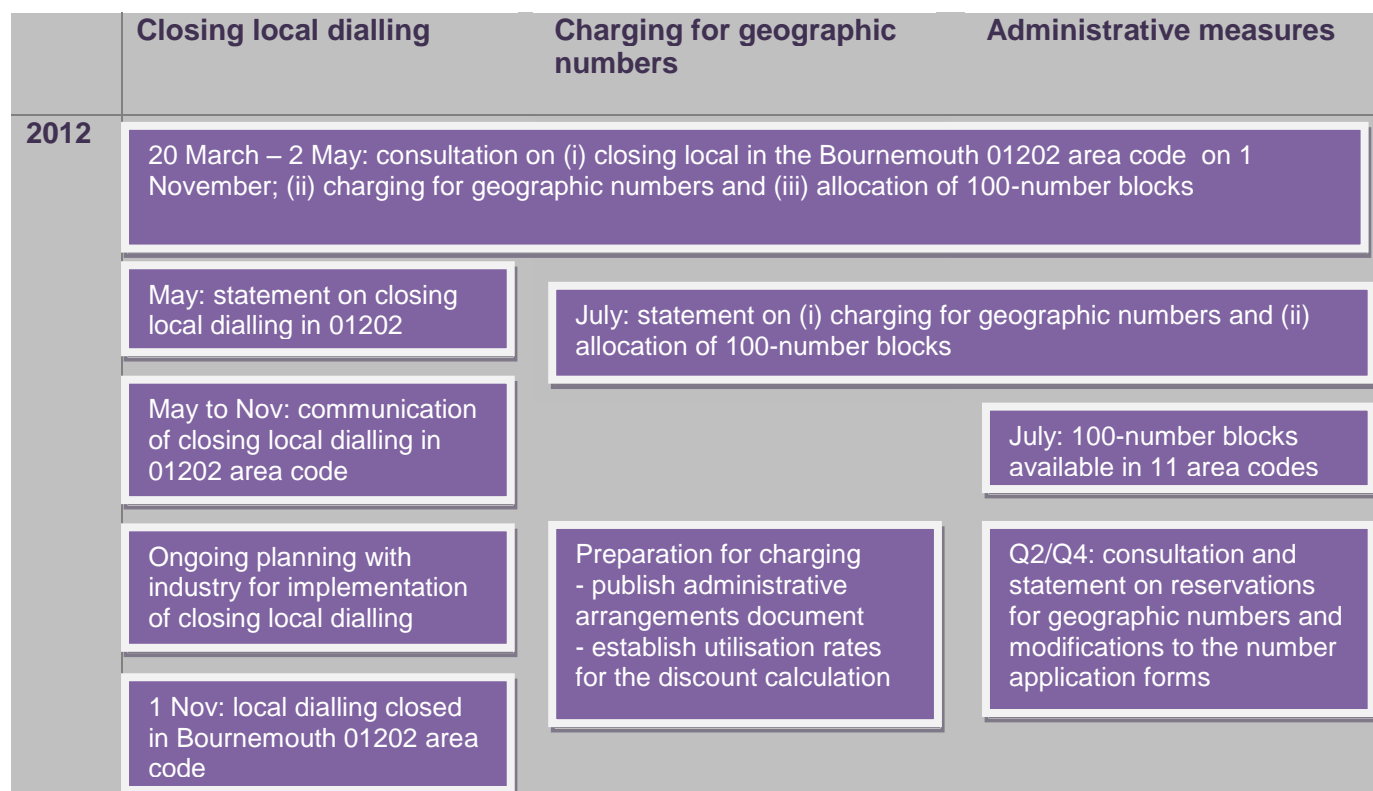 Closing local dialling
Charging for geographic
numbers
Administrative measures
2012
20 March – 2 May: consultation on (i) closing local in the Bournemouth 01202 area code on 1
November; (ii) charging for geographic numbers and (iii) allocation of 100-number blocks
May: statement on closing
local dialling in 01202
July: statement on (i) charging for geographic numbers and (ii)
allocation of 100-number blocks
May to Nov: communication
of closing local dialling in
01202 area code
July: 100-number blocks
available in 11 area codes
Ongoing planning with
industry for implementation
of closing local dialling
Preparation for charging
- publish administrative
arrangements document
- establish utilisation rates
for the discount calculation
Q2/Q4: consultation and
statement on reservations
for geographic numbers and
modifications to the number
application forms
1 Nov: local dialling closed
in Bournemouth 01202 area
code